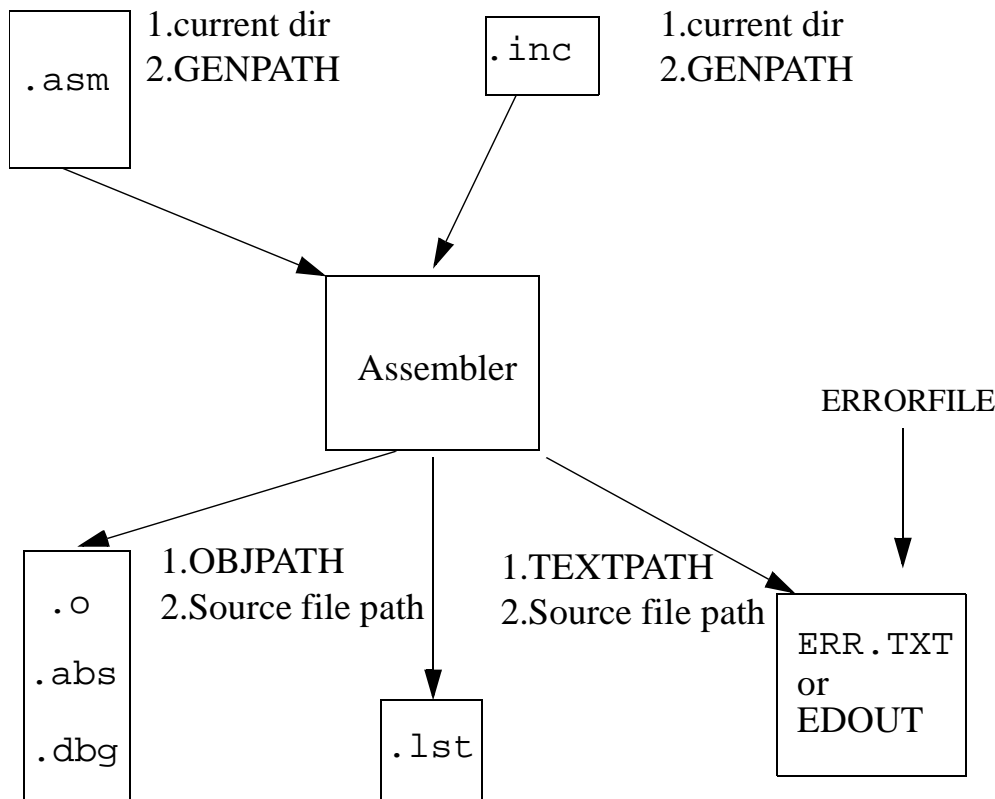 1.current dir
2.GENPATH
.asm
.inc
1.current dir
2.GENPATH
Assembler
ERRORFILE
1.OBJPATH
2.Source file path
1.TEXTPATH
2.Source file path
.o
.abs
.dbg
.lst
ERR.TXT
or
EDOUT